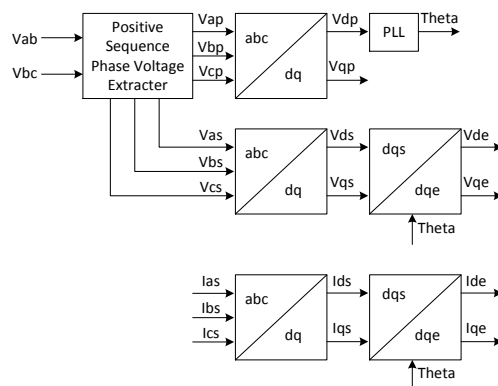 Vab
Vbc
Positive
Sequence
Phase Voltage
Extracter
Vap
Vbp
Vcp
abc
dq
Vdp
Vqp
PLL
Theta
Vas
Vbs
Vcs
abc
dq
Vds
Vqs
dqs
dqe
Vde
Vqe
Theta
Ias
Ibs
Ics
abc
dq
Ids
Iqs
dqs
dqe
Ide
Iqe
Theta